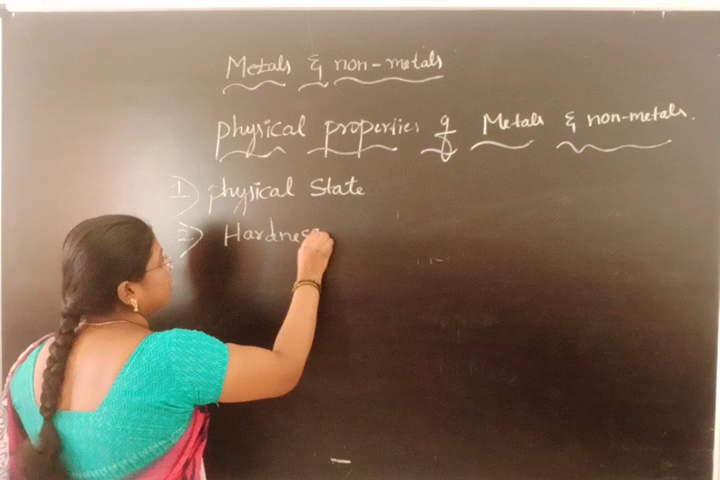 Metals & non-metals
physical properties of Metals & non-metals.
1) physical State
2) Hardness